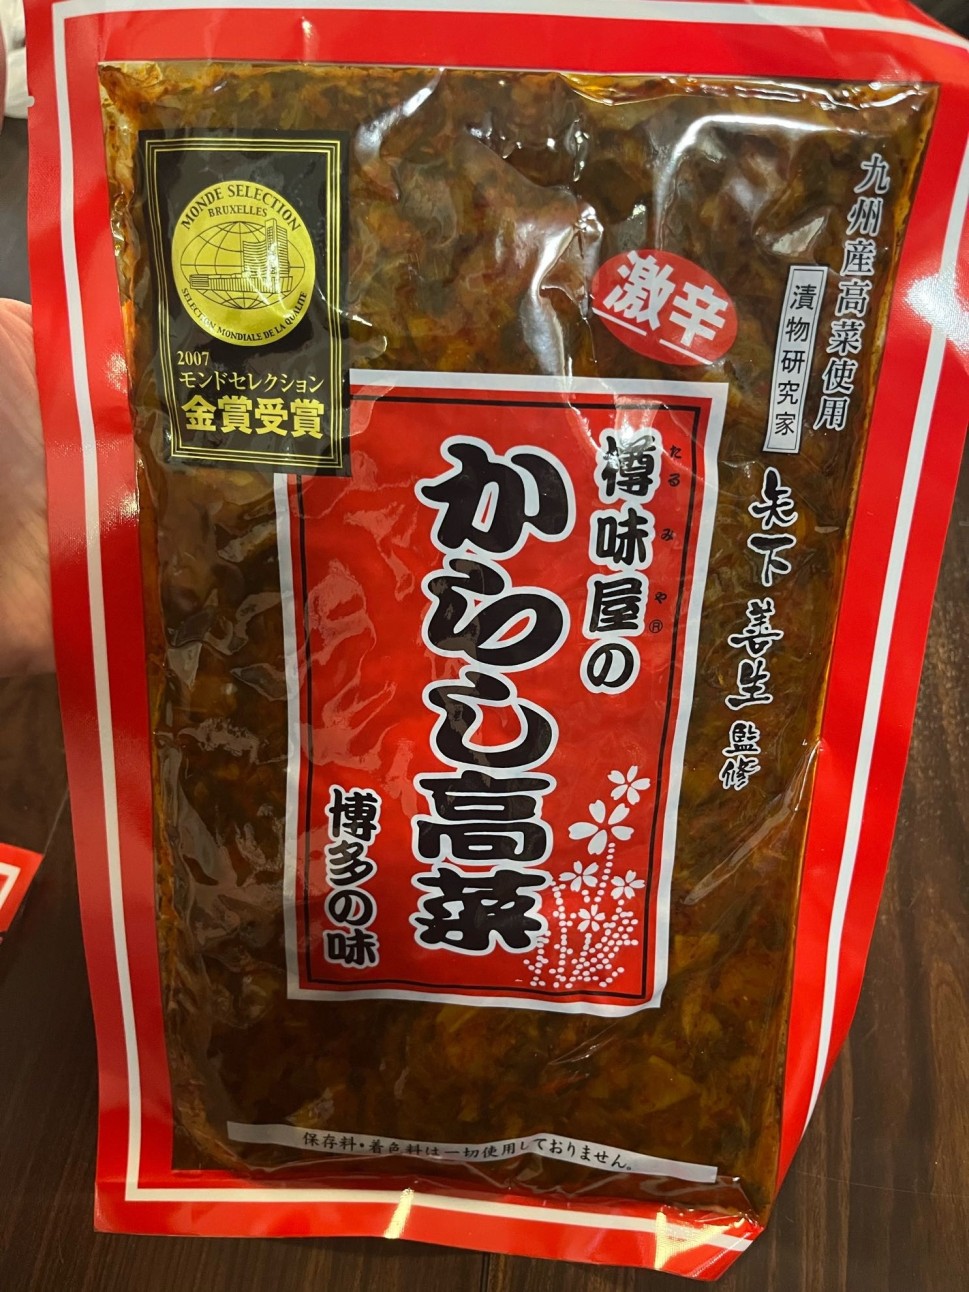 MONDE SELECTION
BRUXELLES
SELECTION MONDIALE DE LA QUALITE
2007
モンドセレクション
金賞受賞
激辛
九州産高菜使用
漬物研究家
矢下善生 監修
樽味屋の
たるみや®
からし高菜
博多の味
保存料・着色料は一切使用しておりません。